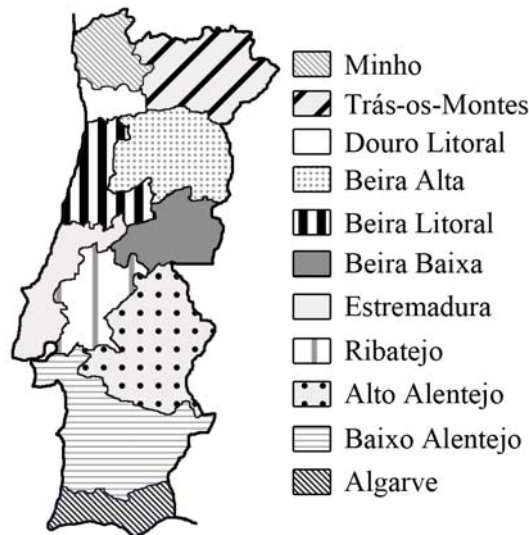 Minho
Trás-os-Montes
Douro Litoral
Beira Alta
Beira Litoral
Beira Baixa
Estremadura
Ribatejo
Alto Alentejo
Baixo Alentejo
Algarve